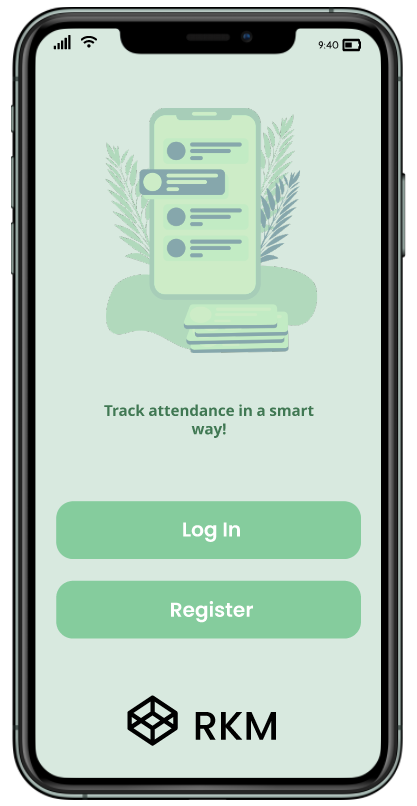 9:40
Track attendance in a smart
way!
Log In
Register
RKM